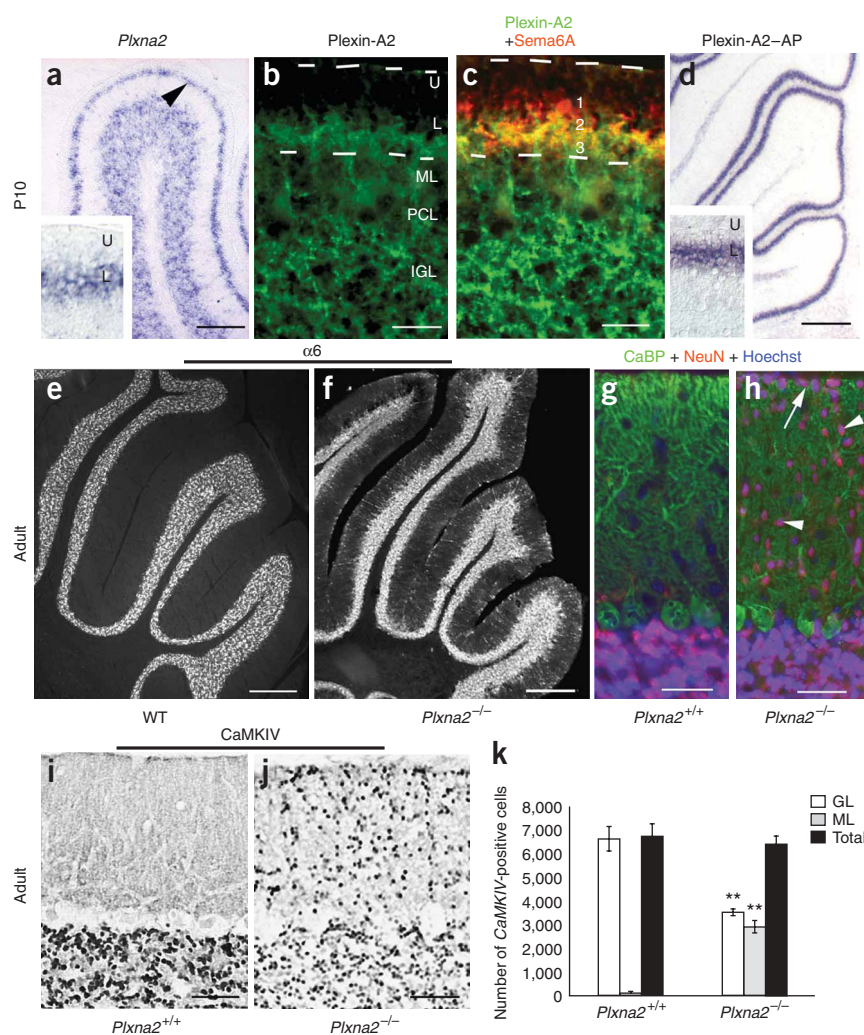 Plxna2
Plexin-A2
Plexin-A2
+Sema6A
Plexin-A2–AP
P10
a
U
L
b
U
L
ML
PCL
IGL
c
1
2
3
d
U
L
α6
CaBP + NeuN + Hoechst
Adult
e
f
g
h
WT
Plxna2−/−
Plxna2+/+
Plxna2−/−
CaMKIV
Adult
i
j
Plxna2+/+
Plxna2−/−
k
Number of CaMKIV-positive cells
8,000
7,000
6,000
5,000
4,000
3,000
2,000
1,000
0
GL
ML
Total
**
**
Plxna2+/+
Plxna2−/−